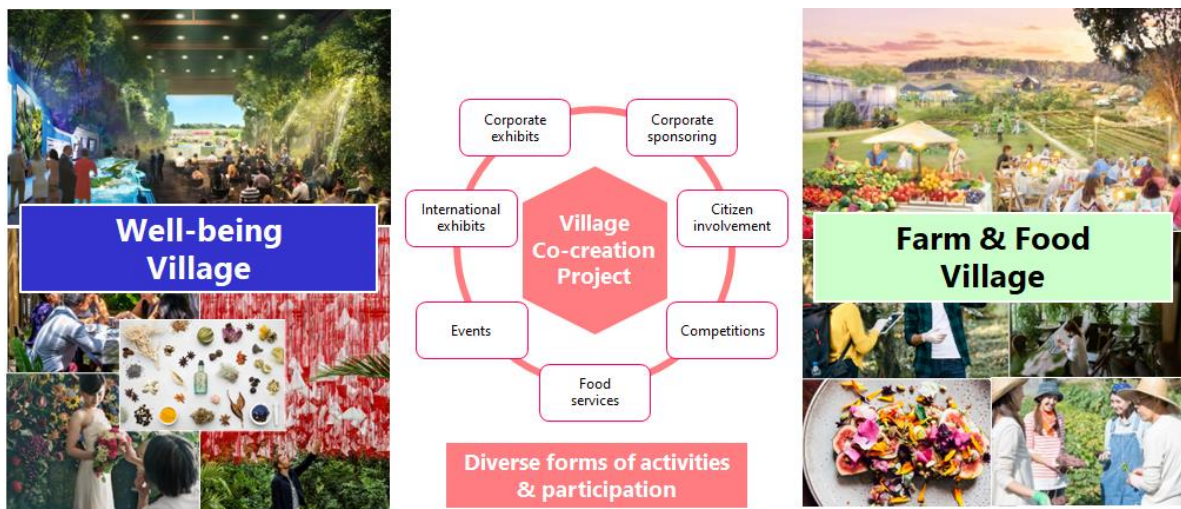 Well-being
Village
Corporate
exhibits
Corporate
sponsoring
International
exhibits
Village
Co-creation
Project
Citizen
involvement
Events
Competitions
Food
services
Diverse forms of activities
& participation
Farm & Food
Village